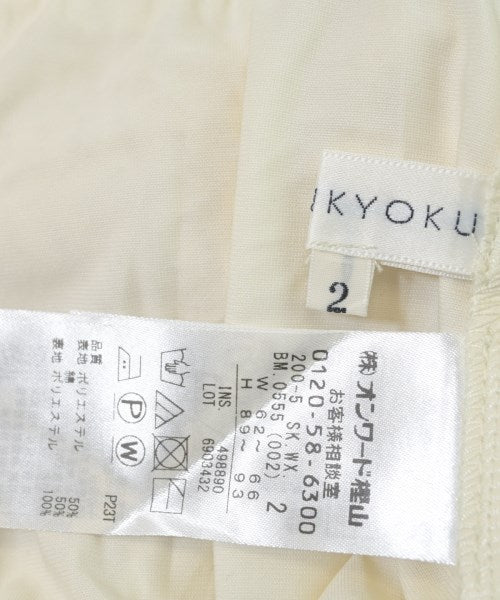 KYOKU
2
㈱オンワード樫山
お客様相談室
0120-58-6300
200-5 SK.WX
BM.0555 (002) 2
W 62～ 66
H 89～ 93
INS. 498890
LOT 6903432
P23T
品質
表地 ポリエステル 50%
綿 50%
裏地 ポリエステル 100%
P
W